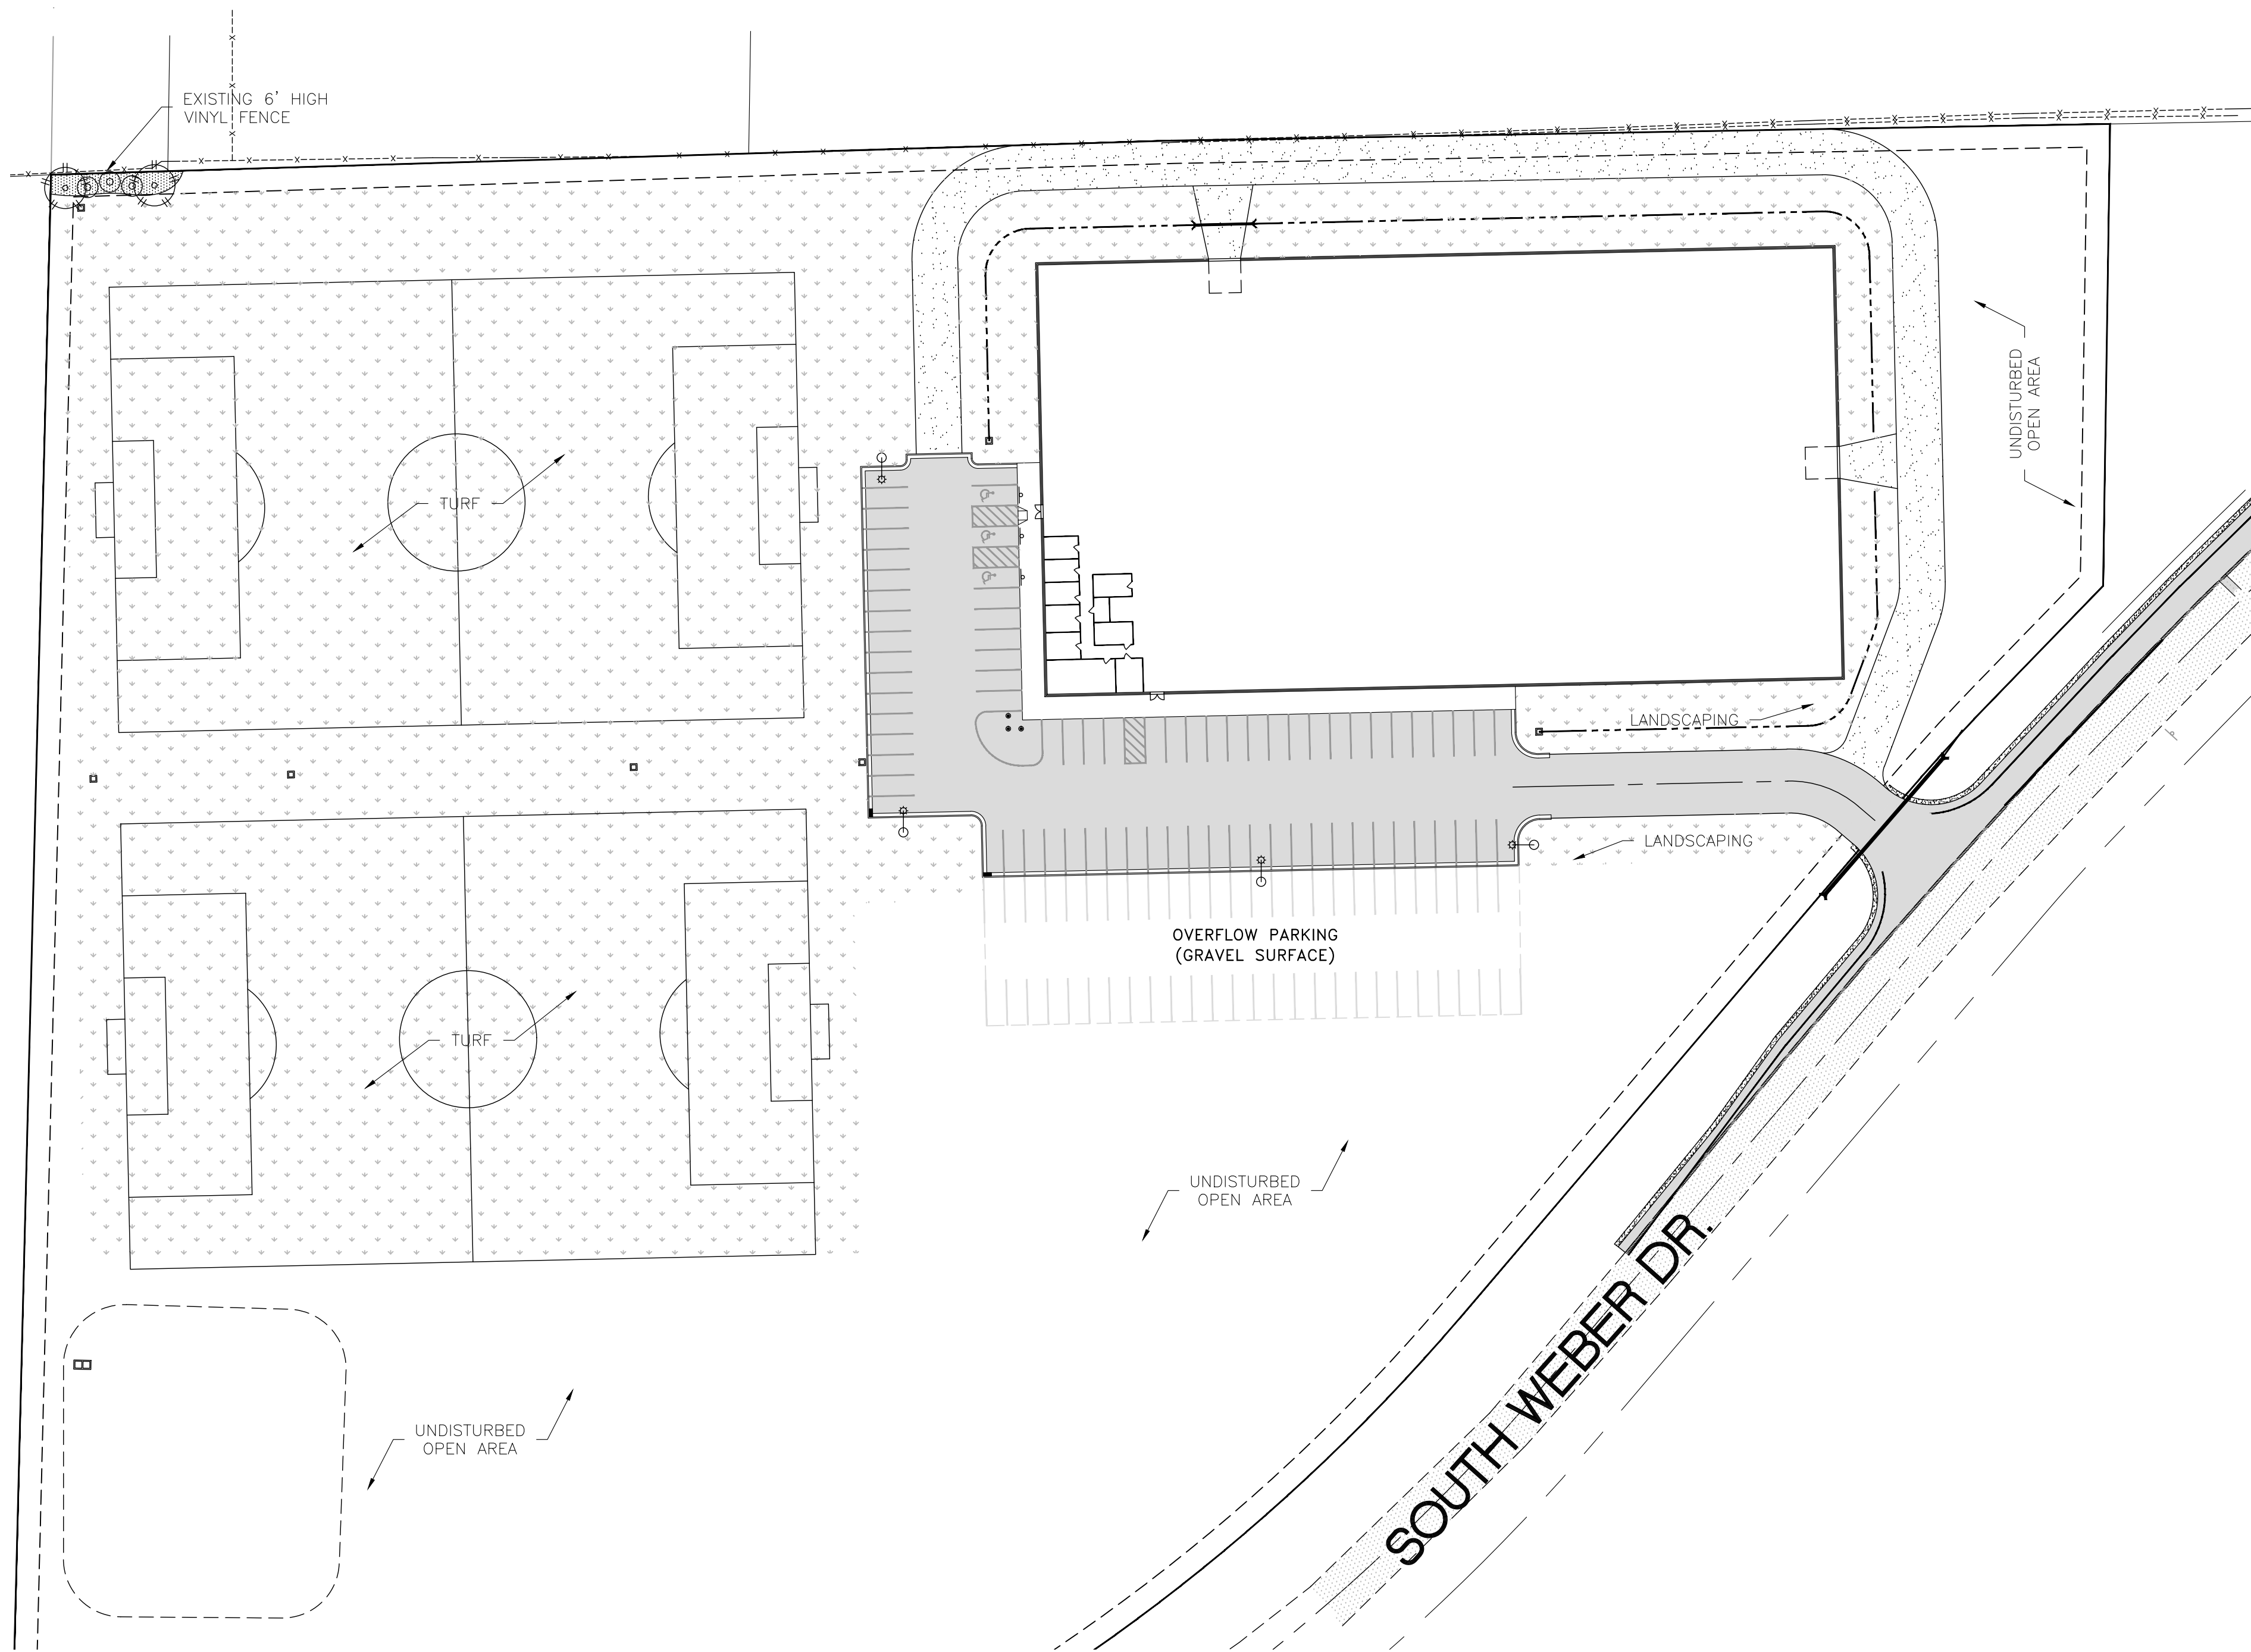 EXISTING 6' HIGH
VINYL FENCE
UNDISTURBED
OPEN AREA
TURF
LANDSCAPING
LANDSCAPING
OVERFLOW PARKING
(GRAVEL SURFACE)
TURF
UNDISTURBED
OPEN AREA
SOUTH WEBER DR.
UNDISTURBED
OPEN AREA